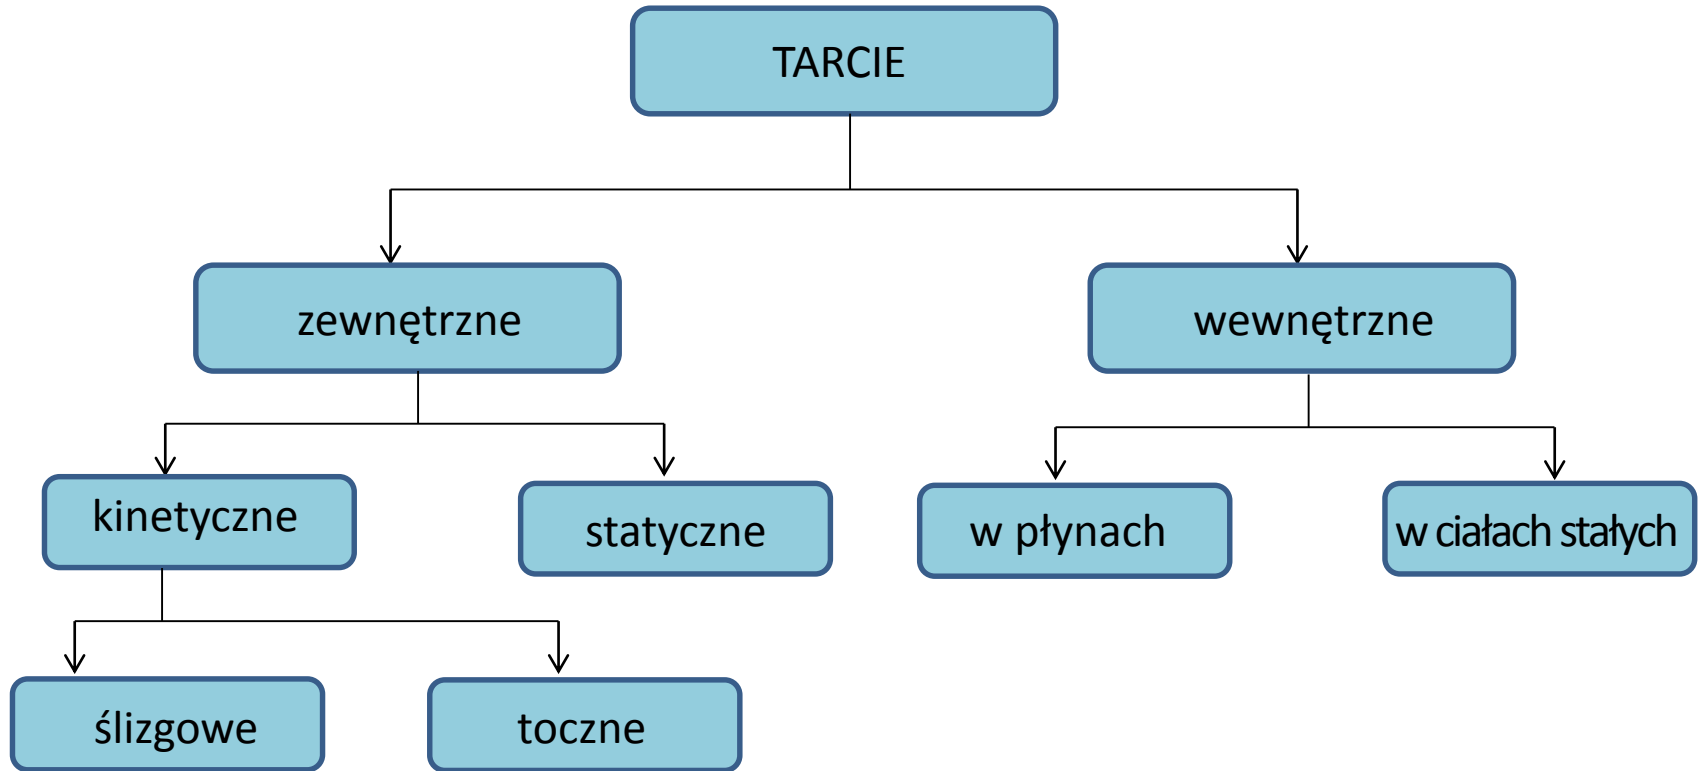 TARCIE
zewnętrzne
wewnętrzne
kinetyczne
statyczne
w płynach
w ciałach stałych
ślizgowe
toczne